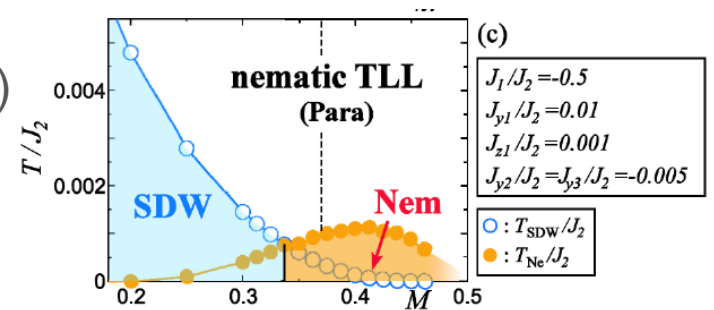 (c)
nematic TLL
(Para)
SDW
Nem
T/J₂
0.004
0.002
0
0.2
0.3
0.4
M
0.5
J₁/J₂ =-0.5
Jy1/J₂ =0.01
Jz1/J₂ =0.001
Jy2/J₂ =Jy3/J₂ =-0.005
: TSDW/J₂
: TNe/J₂